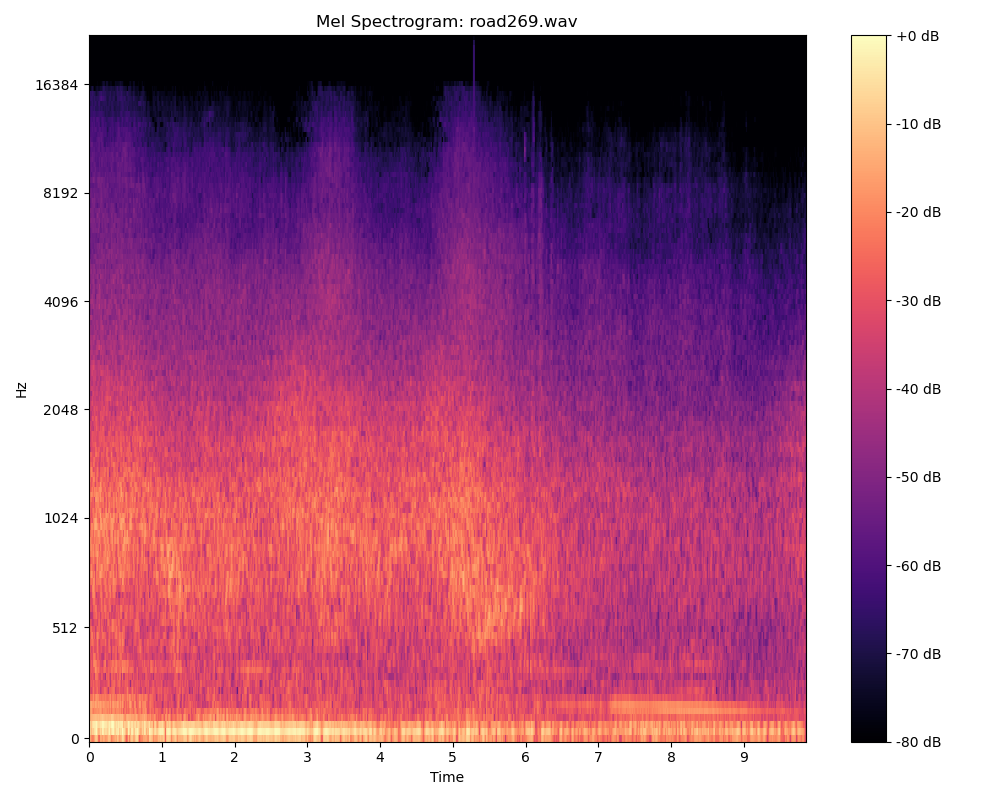 Mel Spectrogram: road269.wav
16384
8192
4096
2048
1024
512
0
Hz
0 1 2 3 4 5 6 7 8 9
Time
+0 dB
-10 dB
-20 dB
-30 dB
-40 dB
-50 dB
-60 dB
-70 dB
-80 dB